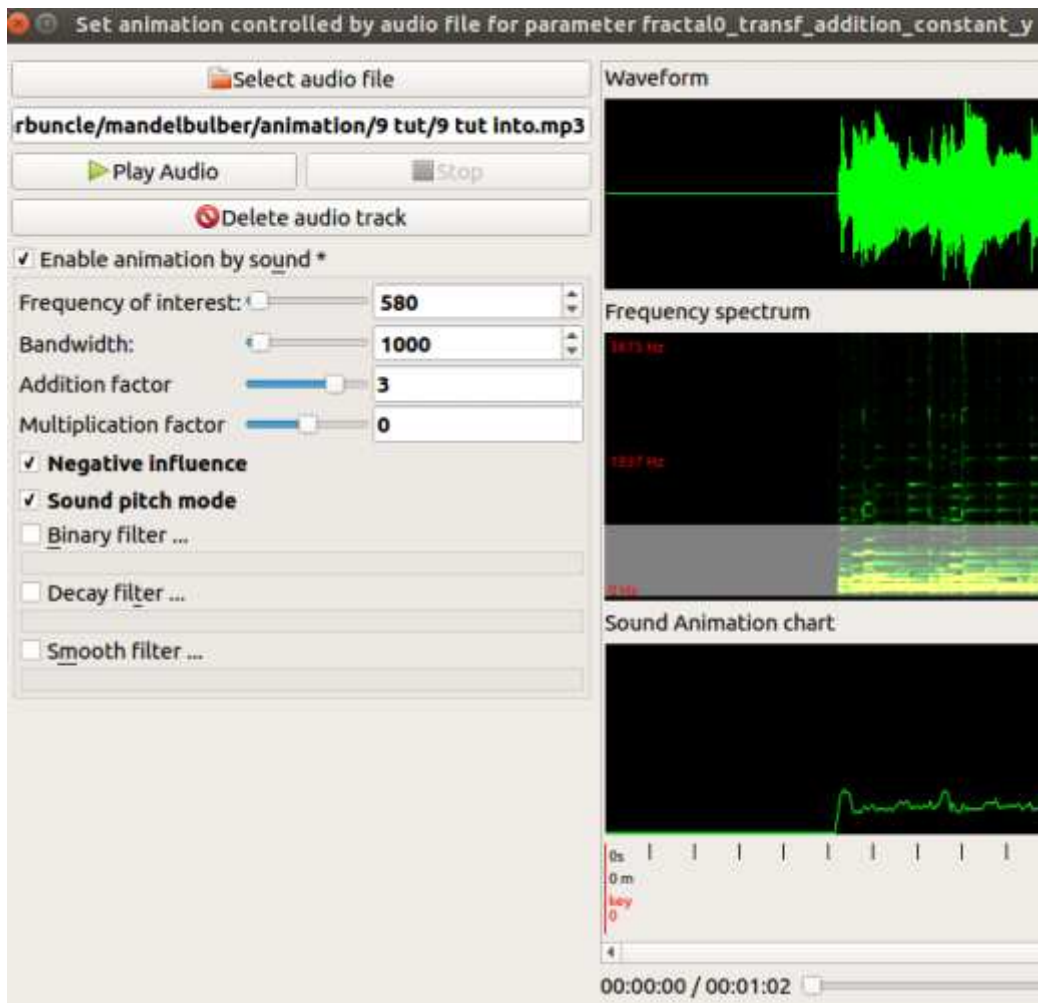 Set animation controlled by audio file for parameter fractal0_transf_addition_constant_y
Select audio file
rbuncle/mandelbulber/animation/9 tut/9 tut into.mp3
Play Audio
Stop
Delete audio track
Enable animation by sound *
Frequency of interest:
580
Bandwidth:
1000
Addition factor
3
Multiplication factor
0
Negative influence
Sound pitch mode
Binary filter ...
Decay filter ...
Smooth filter ...
Waveform
Frequency spectrum
0 Hz
Sound Animation chart
0s
0 m
key
0
00:00:00 / 00:01:02